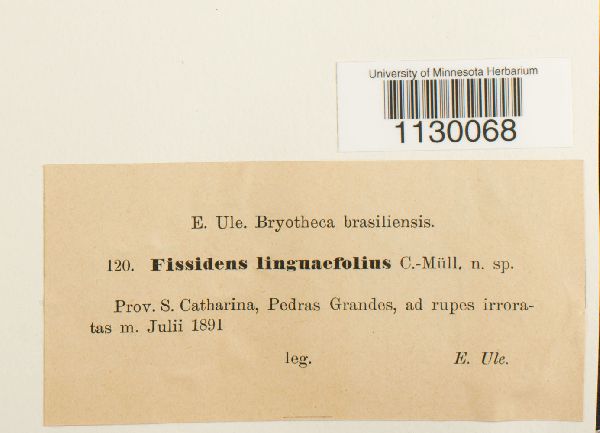 University of Minnesota Herbarium
1130068
E. Ule. Bryotheca brasiliensis.
120. Fissidens linguaefolius C.-Müll. n. sp.
Prov. S. Catharina, Pedras Grandes, ad rupes irrora-
tas m. Julii 1891
leg. E. Ule.